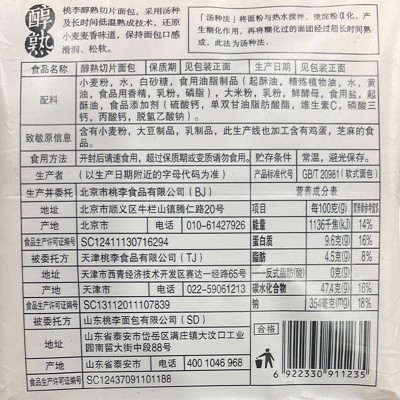 醇熟
桃李醇熟切片面包，采用汤种
及长时间低温熟成技术，还原
小麦麦香味道，保持面包口感
滑润、松软。
「汤种法」将面粉与热水搅拌，使淀粉α化，产
生糊化作用，再将糊化过的面团经过超长时间熟
成，此为汤种法。
食品名称 醇熟切片面包 规格 见包装正面 生产日期 见包装正面
配料 小麦粉，水，白砂糖，食用油脂制品（起酥油，精炼植物油，水，黄
油，食品用香精，乳粉，磷脂），大米粉，乳粉，鲜酵母，食用盐，起酥
油，食品添加剂（硫酸钙，单双甘油脂肪酸酯，维生素C，磷酸三
钙，丙酸钙，脱氢乙酸钠）。
致敏原信息 含有小麦粉，大豆制品，乳制品，此生产线也加工含有鸡蛋，芝麻的食
品。
食用方法 开封后请速食用，超过保质期或变质请勿食用。 贮存条件 常温，避光保存。
生产者 （以生产日期附近的字母代码为准） 产品标准代号 GB/T 20981（软式面包）
生产并委托 北京市桃李食品有限公司（BJ）
地址 北京市顺义区牛栏山镇腾仁路20号
产地 北京市 电话 010-61427926
食品生产许可证编号 SC12411130716294
被委托方 天津桃李食品有限公司（TJ）
地址 天津市西青经济技术开发区赛达一经路65号
产地 天津市 电话 022-59061213
食品生产许可证编号 SC13112011107839
被委托方 山东桃李面包有限公司（SD）
地址 山东省泰安市岱岳区满庄镇大汶口工业
园南留大街中段88号
产地 山东省泰安市 电话 400 1046 968
食品生产许可证编号 SC12437091101188
营养成分表
项目 每100克(g) 营养素参考值%
能量 1136千焦(kJ) 14%
蛋白质 9.6克(g) 16%
脂肪 4.5克(g) 8%
—反式脂肪(酸) 0克(g)
碳水化合物 47.4克(g) 16%
钠 354毫克(mg) 18%
合格
6 922330 911235